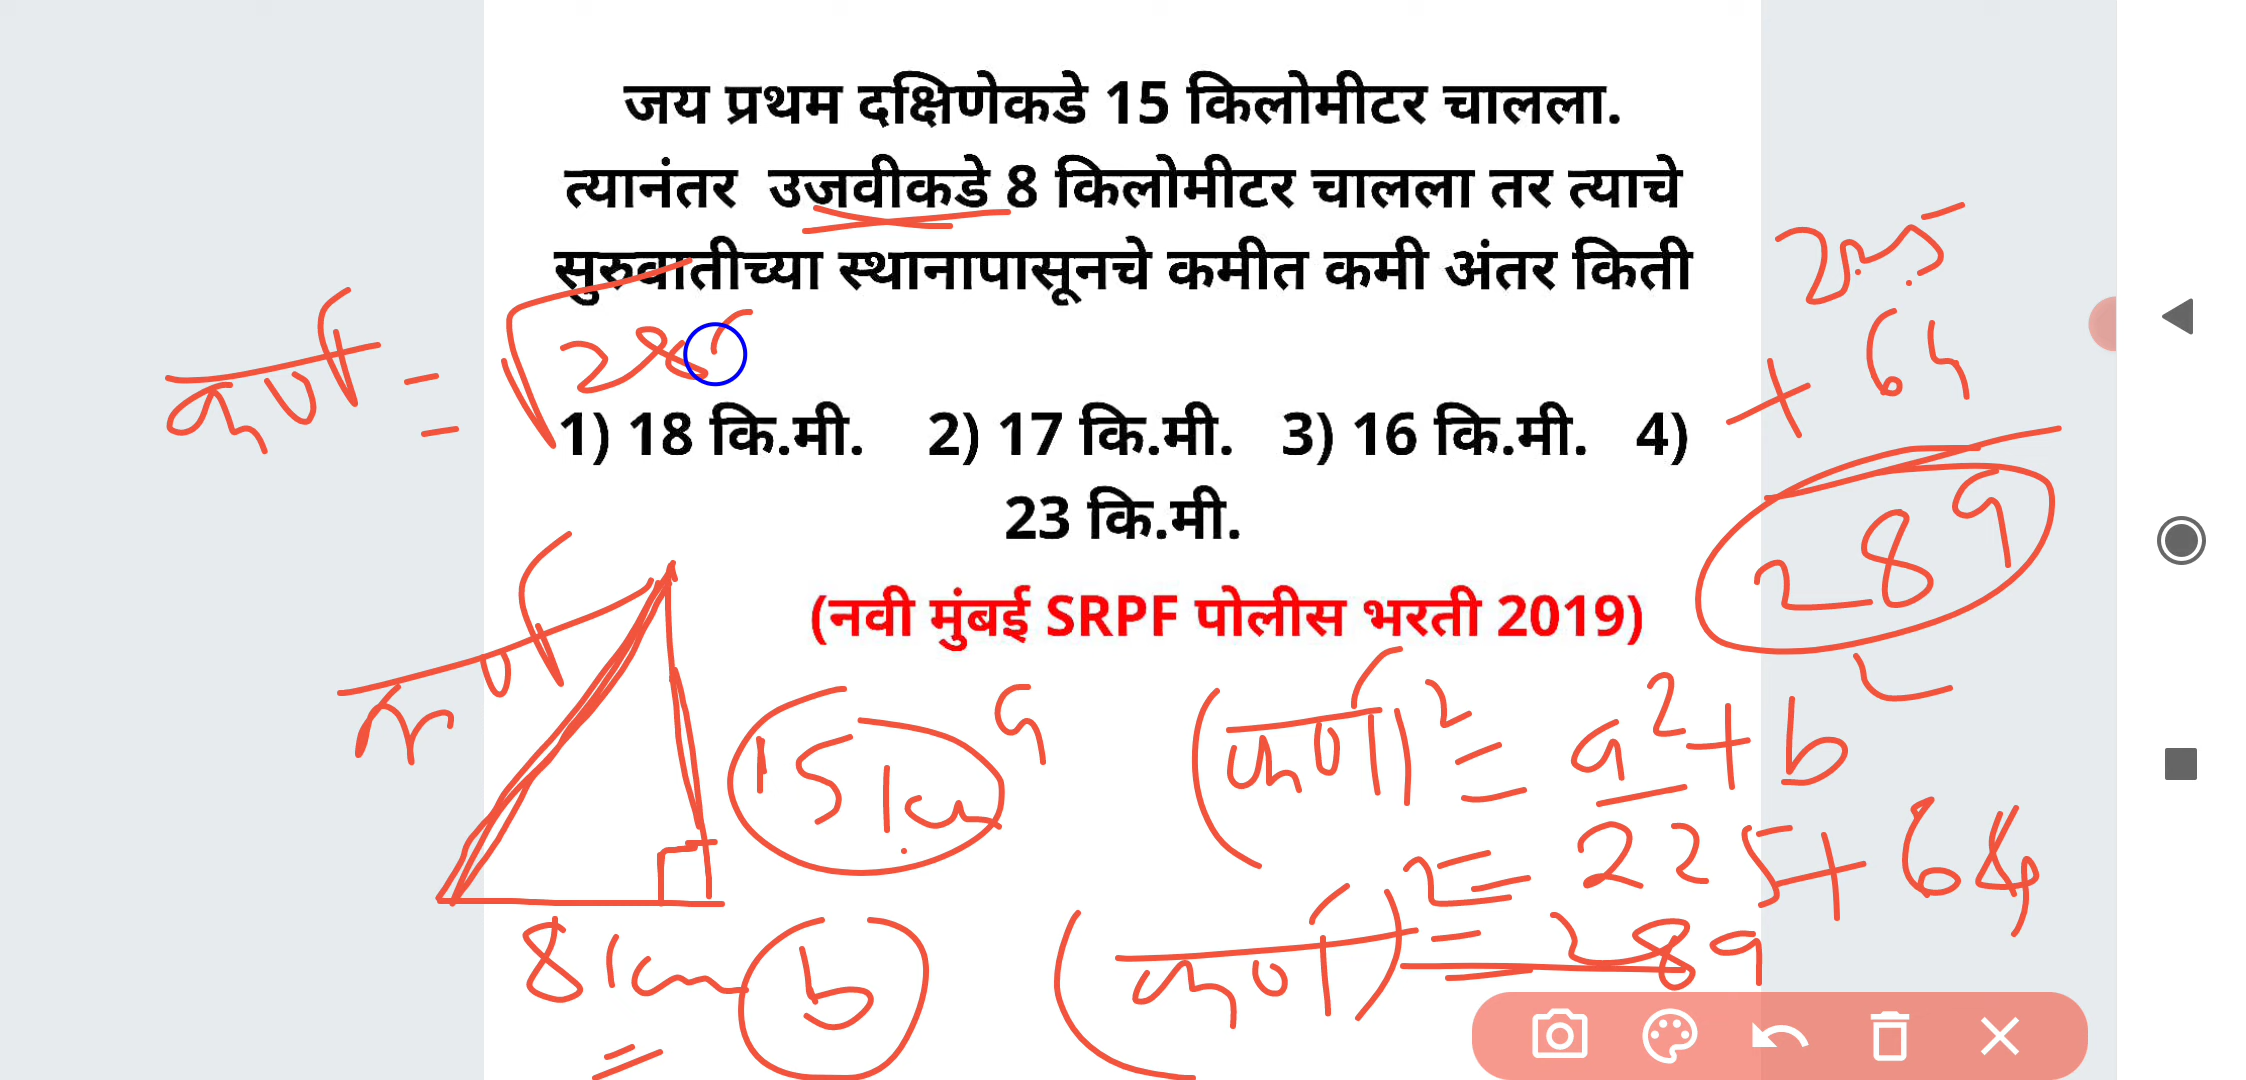 जय प्रथम दक्षिणेकडे 15 किलोमीटर चालला.
त्यानंतर उजवीकडे 8 किलोमीटर चालला तर त्याचे
सुरुवातीच्या स्थानापासूनचे कमीत कमी अंतर किती
225
+ 64
289
कर्ण = √28
1) 18 कि.मी. 2) 17 कि.मी. 3) 16 कि.मी. 4)
23 कि.मी.
(नवी मुंबई SRPF पोलीस भरती 2019)
कर्ण
15 km a
8 km b
(कर्ण)² = a² + b
² = 225 + 64
(कर्ण) = 289